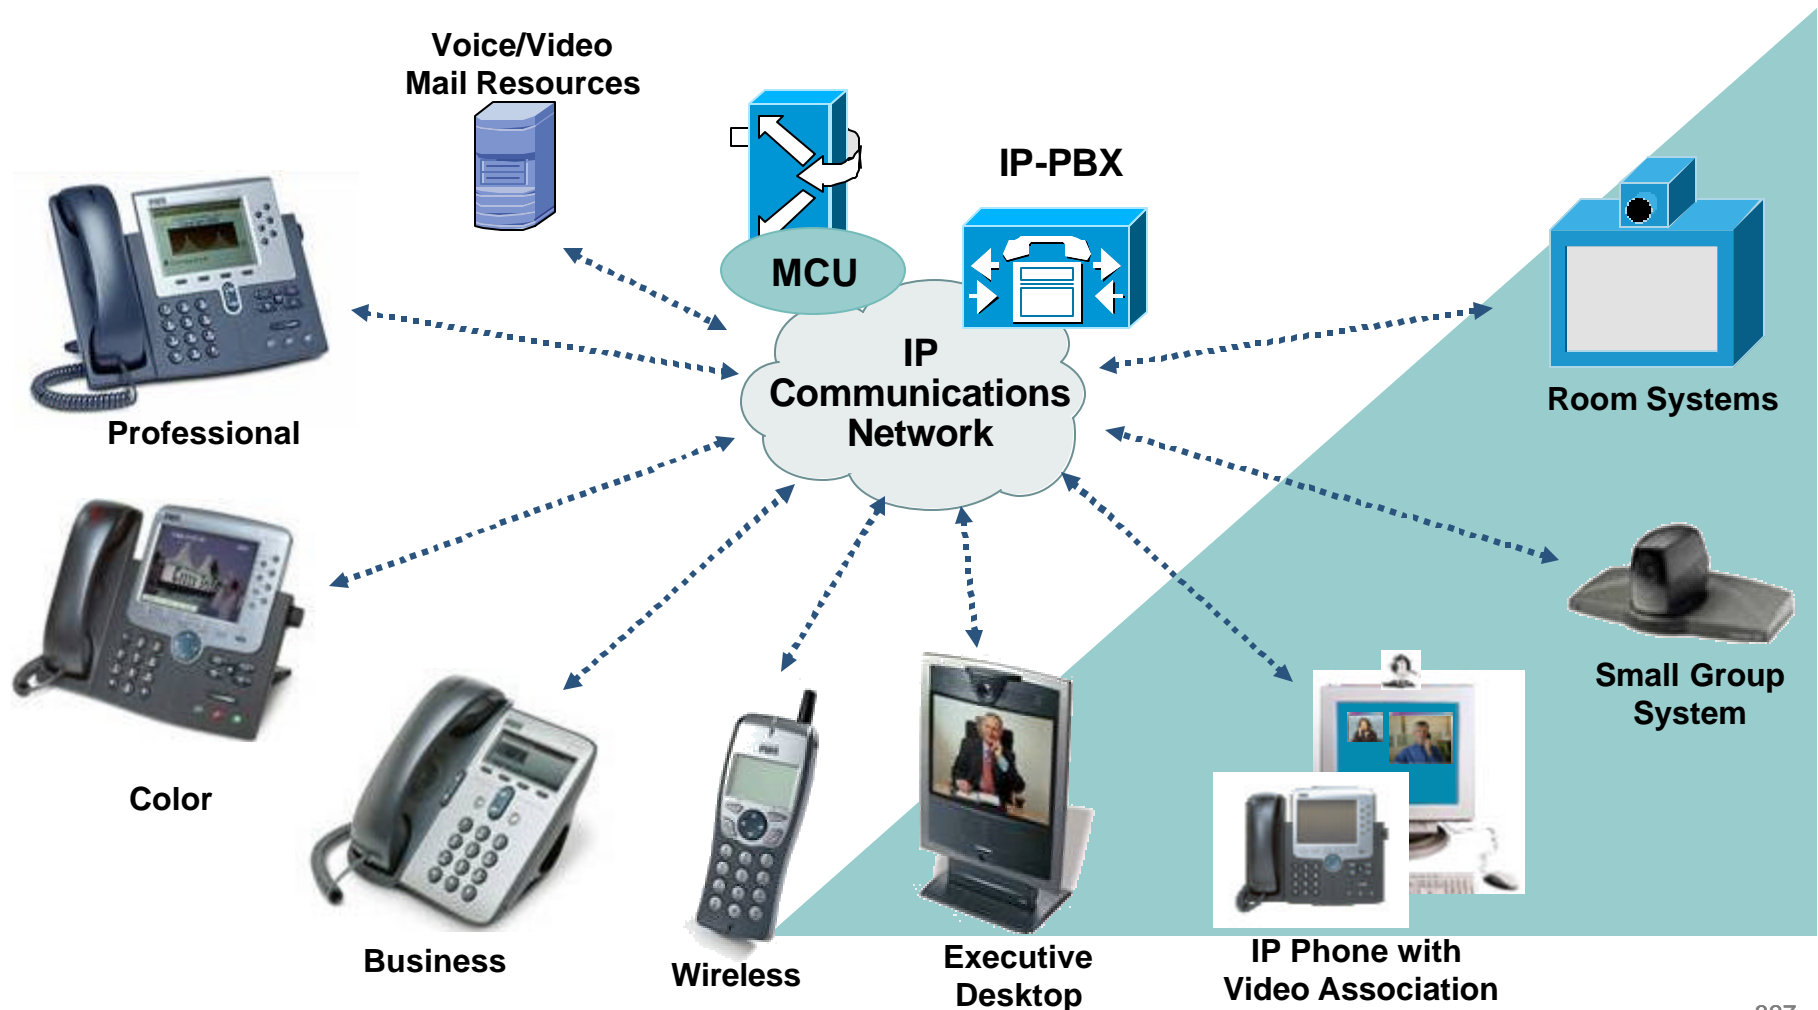 Voice/Video
Mail Resources
IP-PBX
MCU
IP
Communications
Network
Professional
Room Systems
Color
Small Group
System
Business
Wireless
Executive
Desktop
IP Phone with
Video Association